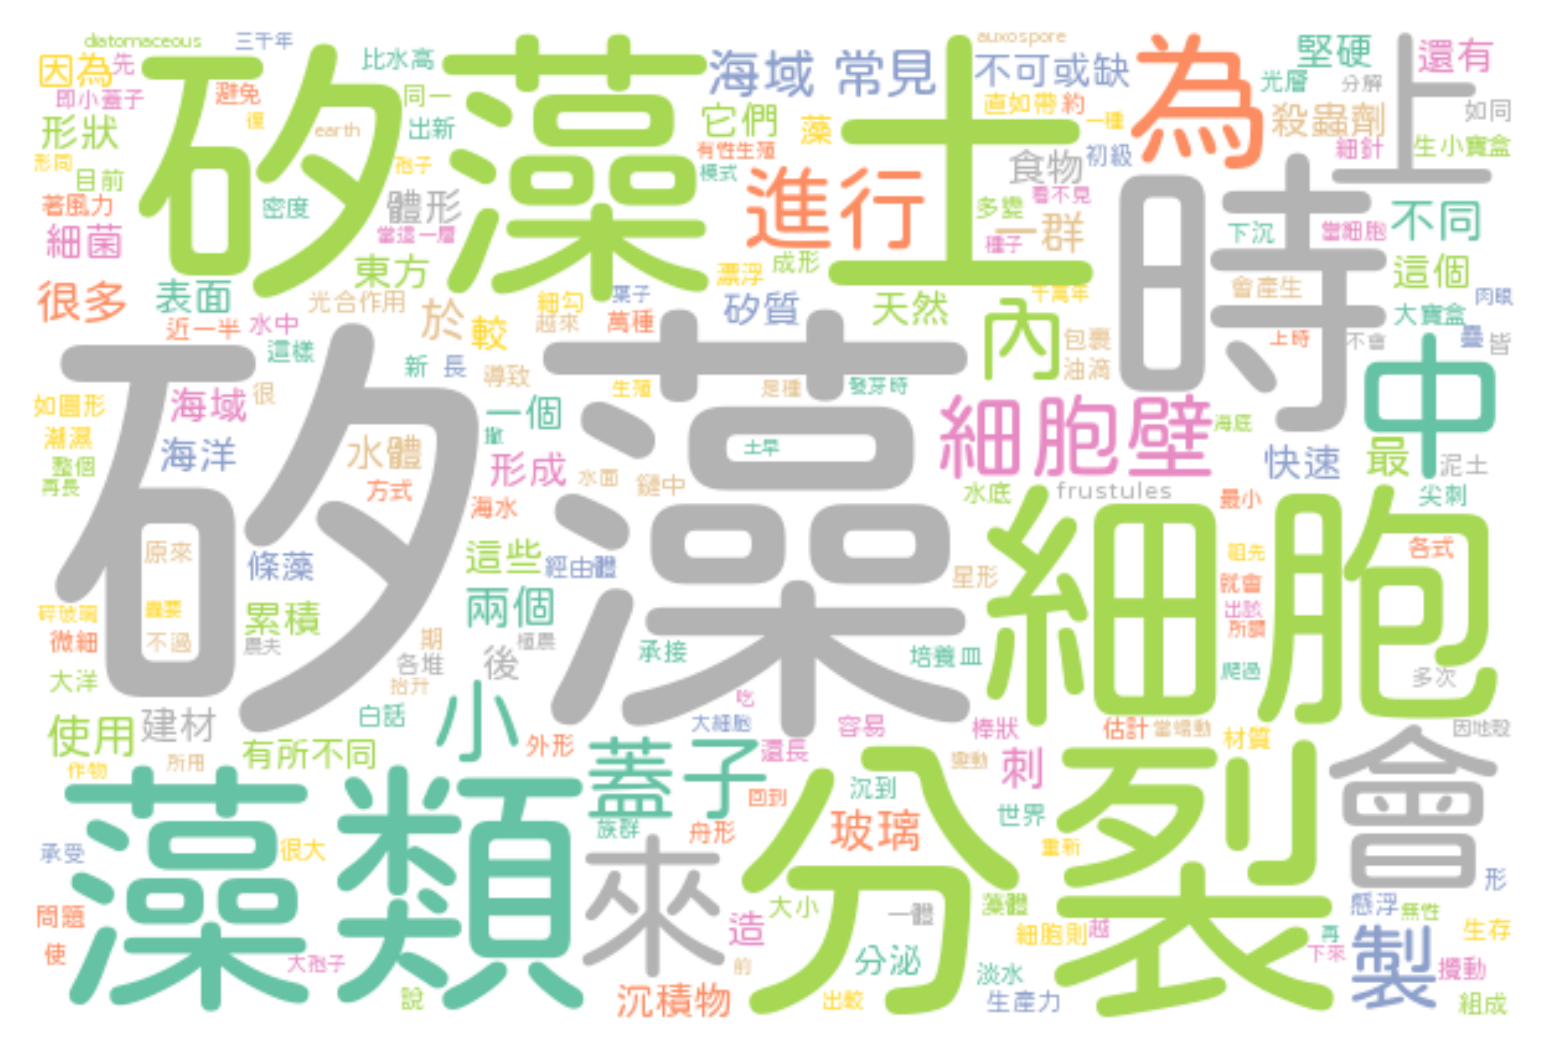 diatomaceous
三千年
因為
先
即小蓋子
避免
復
earth
形狀
形同
目前
著風力
細菌
很多
表面
近一半
水中
矽藻土
比水高
同一
出新
孢子
密度
體形
當這一層
東方
光合作用
於
較
海域
常見
它們
藻
有性生殖
模式
進行
漂浮
成形
細勾
越來
葉子
萬種
矽質
天然
auxospore
不可或缺
直如帶
約
一種
食物
初級
看不見
多變
一群
種子
千萬年
為
堅硬
光層
分解
還有
殺蟲劑
如同
細針
生小寶盒
上
時
下沉
當細胞
不同
這個
會產生
肉眼
大寶盒
上時
不會
疊
皆
內
包裹
油滴
中
矽藻
這樣
新
長
導致
生殖
是種
發芽時
如圓形
海域
很
潮濕
海洋
整個
再長
水體
方式
一個
形成
水面
鏈中
海水
細胞壁
海底
快速
最
泥土
水底
frustules
最小
尖刺
原來
條藻
這些
經由體
星形
兩個
碎玻璃
蟲要
微細
不過
累積
農夫
期
各堆
抬升
後
植農
承接
培養皿
細胞
祖先
就會
出該
所謂
各式
爬過
多次
大洋
使用
建材
所用
作物
白話
有所不同
小
外形
吃
大細胞
還長
容易
棒狀
估計
當蠕動
材質
因地殼
藻類
蓋子
回到
族群
舟形
變動
沉到
刺
世界
玻璃
重新
分裂
會
承受
很大
問題
使
大孢子
說
來
造
前
大小
一體
藻體
細胞則
越
分泌
淡水
沉積物
出較
生產力
形
懸浮
無性
再
下來
製
生存
攪動
組成